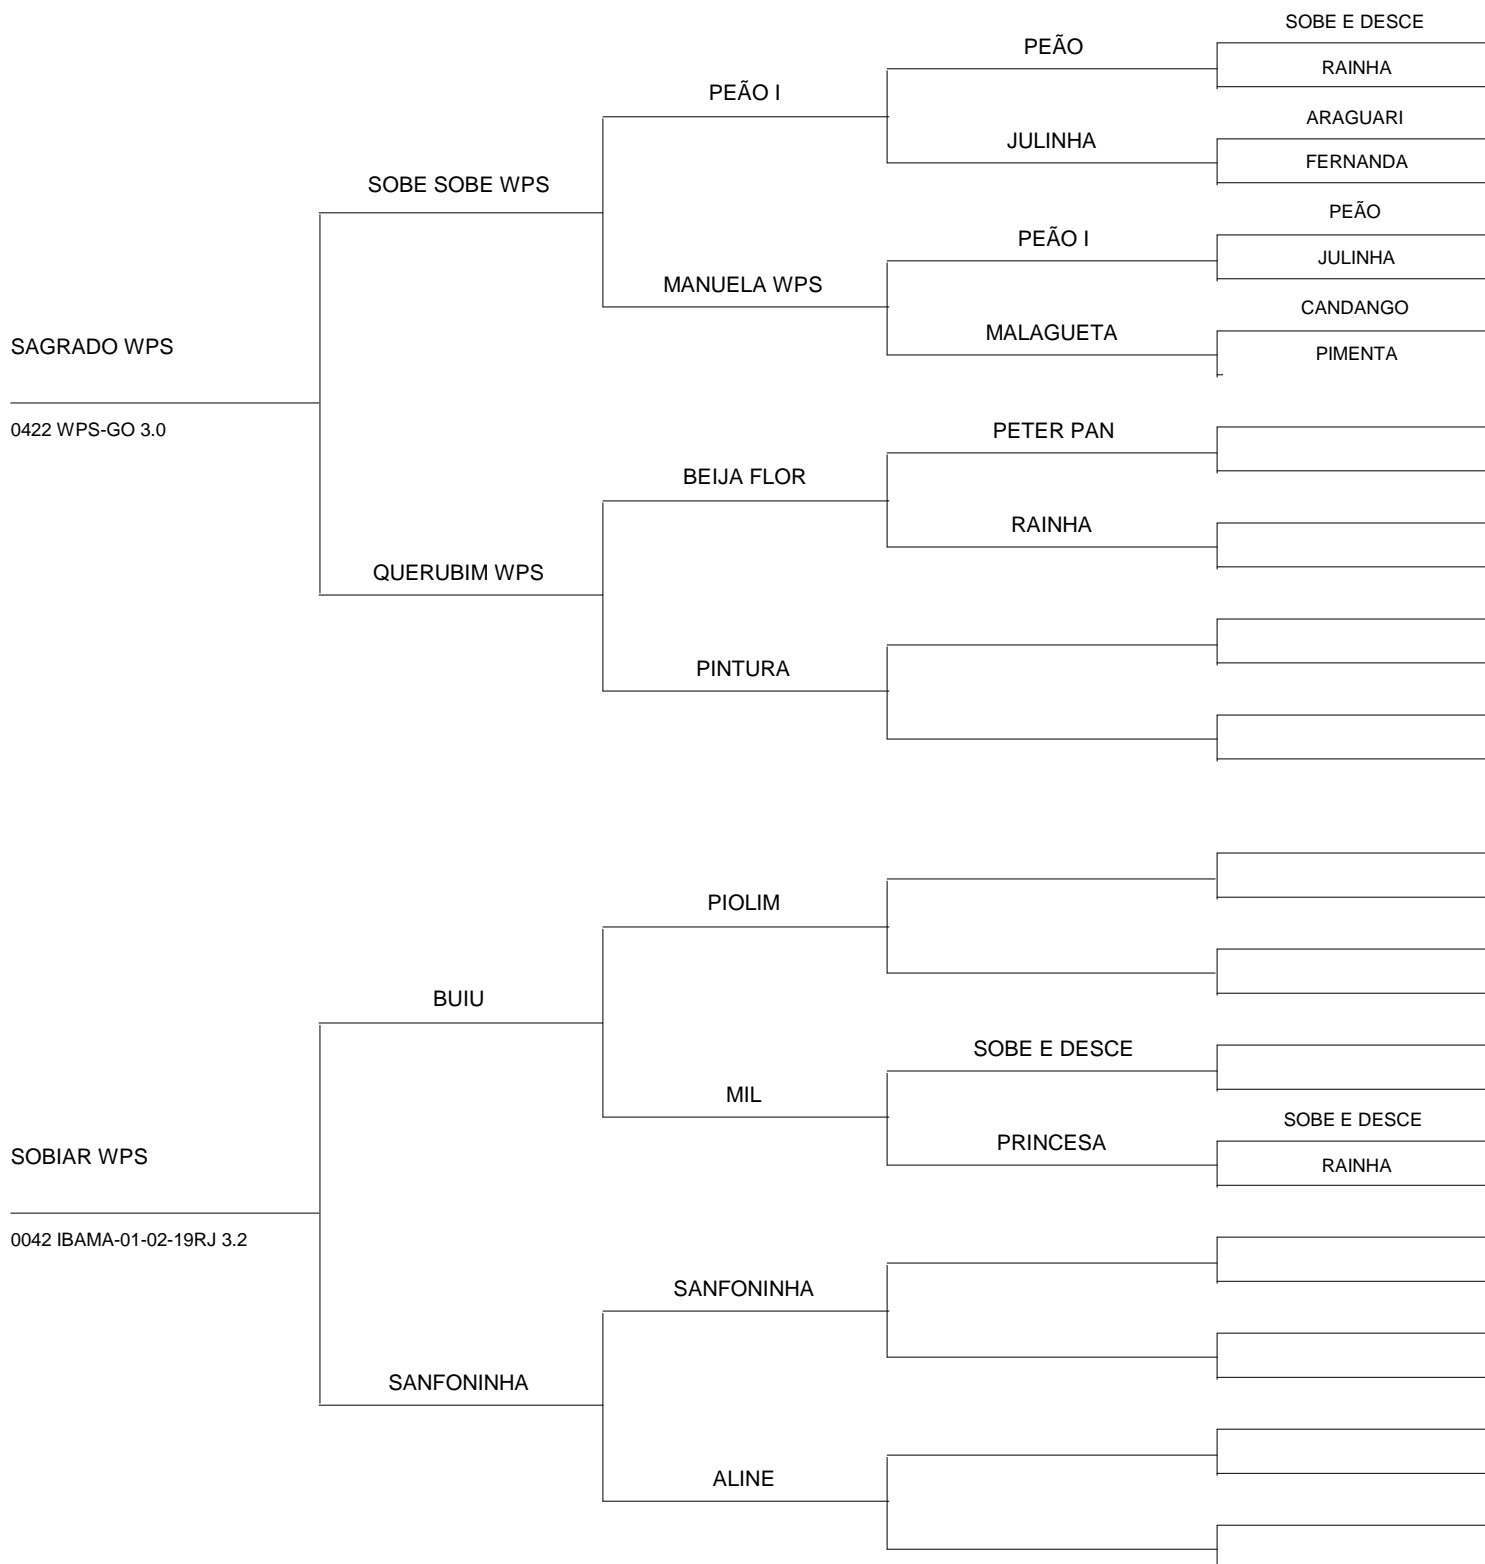 SOBE E DESCE
PEÃO
RAINHA
PEÃO I
ARAGUARI
JULINHA
FERNANDA
SOBE SOBE WPS
PEÃO
PEÃO I
JULINHA
MANUELA WPS
CANDANGO
MALAGUETA
SAGRADO WPS
PIMENTA
0422 WPS-GO 3.0
PETER PAN
BEIJA FLOR
RAINHA
QUERUBIM WPS
PINTURA
PIOLIM
BUIU
SOBE E DESCE
MIL
SOBE E DESCE
PRINCESA
SOBIAR WPS
RAINHA
0042 IBAMA-01-02-19RJ 3.2
SANFONINHA
SANFONINHA
ALINE